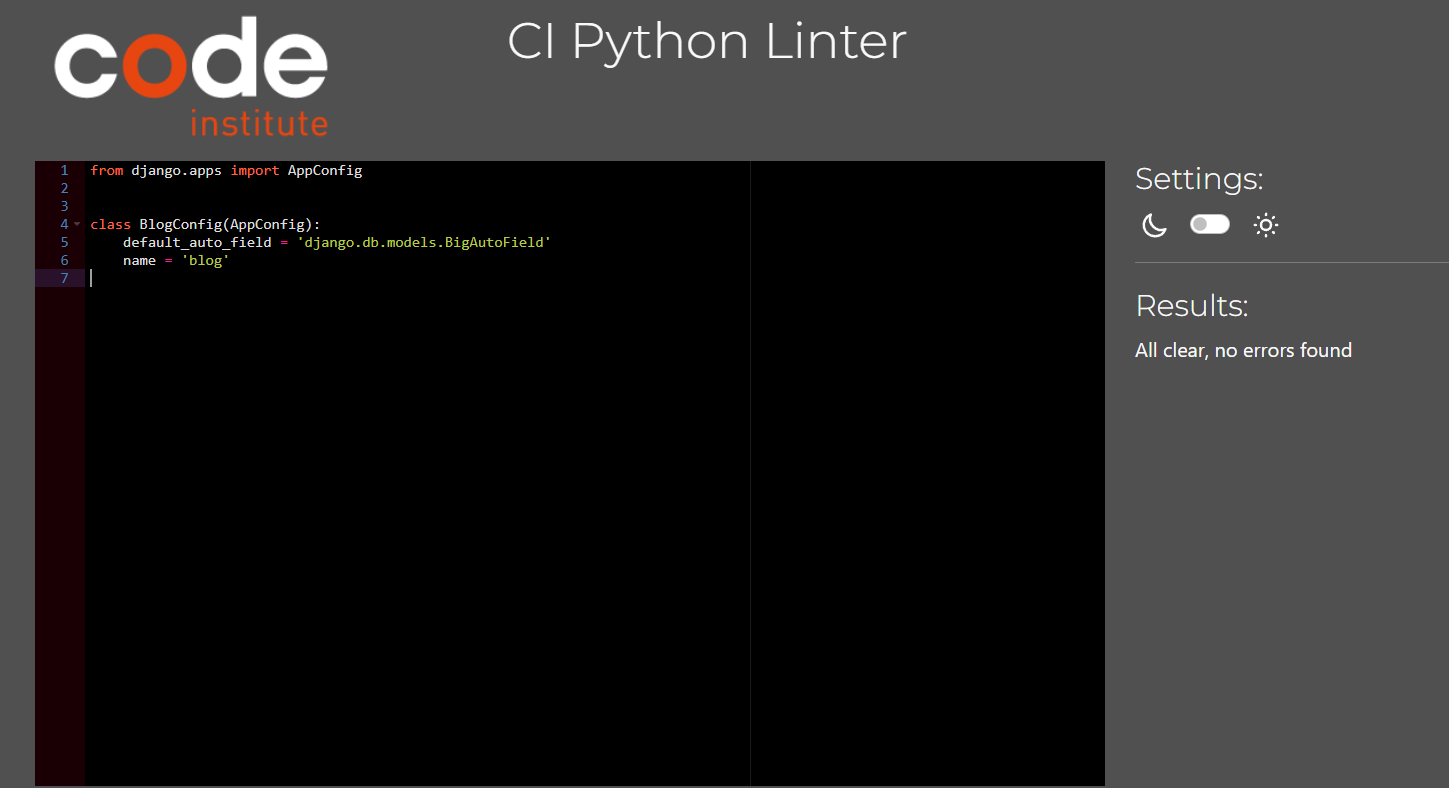 code
institute
CI Python Linter
1 from django.apps import AppConfig
2
3
4 class BlogConfig(AppConfig):
5     default_auto_field = 'django.db.models.BigAutoField'
6     name = 'blog'
7
Settings:
Results:
All clear, no errors found